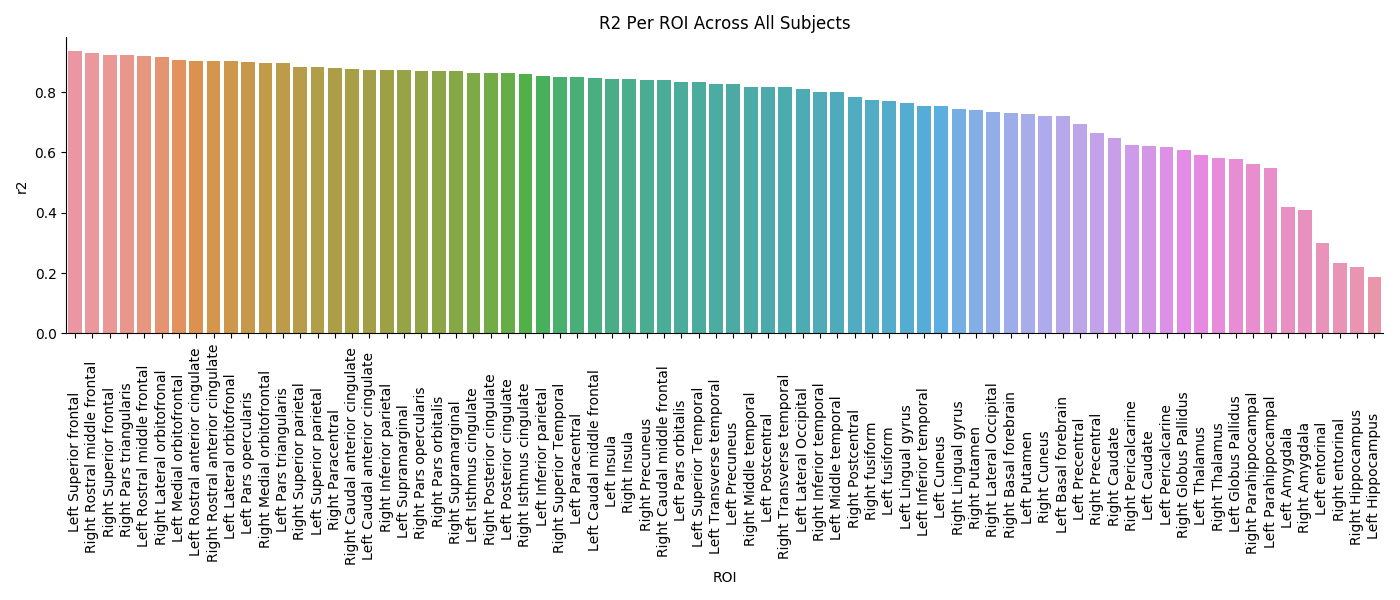 R2 Per ROI Across All Subjects
r2
0.8
0.6
0.4
0.2
0.0
Left Superior frontal
Right Rostral middle frontal
Right Superior frontal
Right Pars triangularis
Left Rostral middle frontal
Right Lateral orbitofronal
Left Medial orbitofrontal
Left Rostral anterior cingulate
Right Rostral anterior cingulate
Left Lateral orbitofronal
Left Pars opercularis
Right Medial orbitofrontal
Left Pars triangularis
Right Superior parietal
Left Superior parietal
Right Paracentral
Right Caudal anterior cingulate
Left Caudal anterior cingulate
Right Inferior parietal
Left Supramarginal
Right Pars opercularis
Right Pars orbitalis
Right Supramarginal
Left Isthmus cingulate
Right Posterior cingulate
Left Posterior cingulate
Right Isthmus cingulate
Left Inferior parietal
Right Superior Temporal
Left Paracentral
Left Caudal middle frontal
Left Insula
Right Insula
Right Precuneus
Right Caudal middle frontal
Left Pars orbitalis
Left Superior Temporal
Left Transverse temporal
Left Precuneus
Right Middle temporal
Left Postcentral
Right Transverse temporal
Left Lateral Occipital
Right Inferior temporal
Left Middle temporal
Right Postcentral
Right fusiform
Left fusiform
Left Lingual gyrus
Left Inferior temporal
Left Cuneus
Right Lingual gyrus
Right Putamen
Right Lateral Occipital
Right Basal forebrain
Left Putamen
Right Cuneus
Left Basal forebrain
Left Precentral
Right Precentral
Right Caudate
Right Pericalcarine
Left Caudate
Left Pericalcarine
Right Globus Pallidus
Left Thalamus
Right Thalamus
Left Globus Pallidus
Right Parahippocampal
Left Parahippocampal
Left Amygdala
Right Amygdala
Left entorinal
Right entorinal
Right Hippocampus
Left Hippocampus
ROI